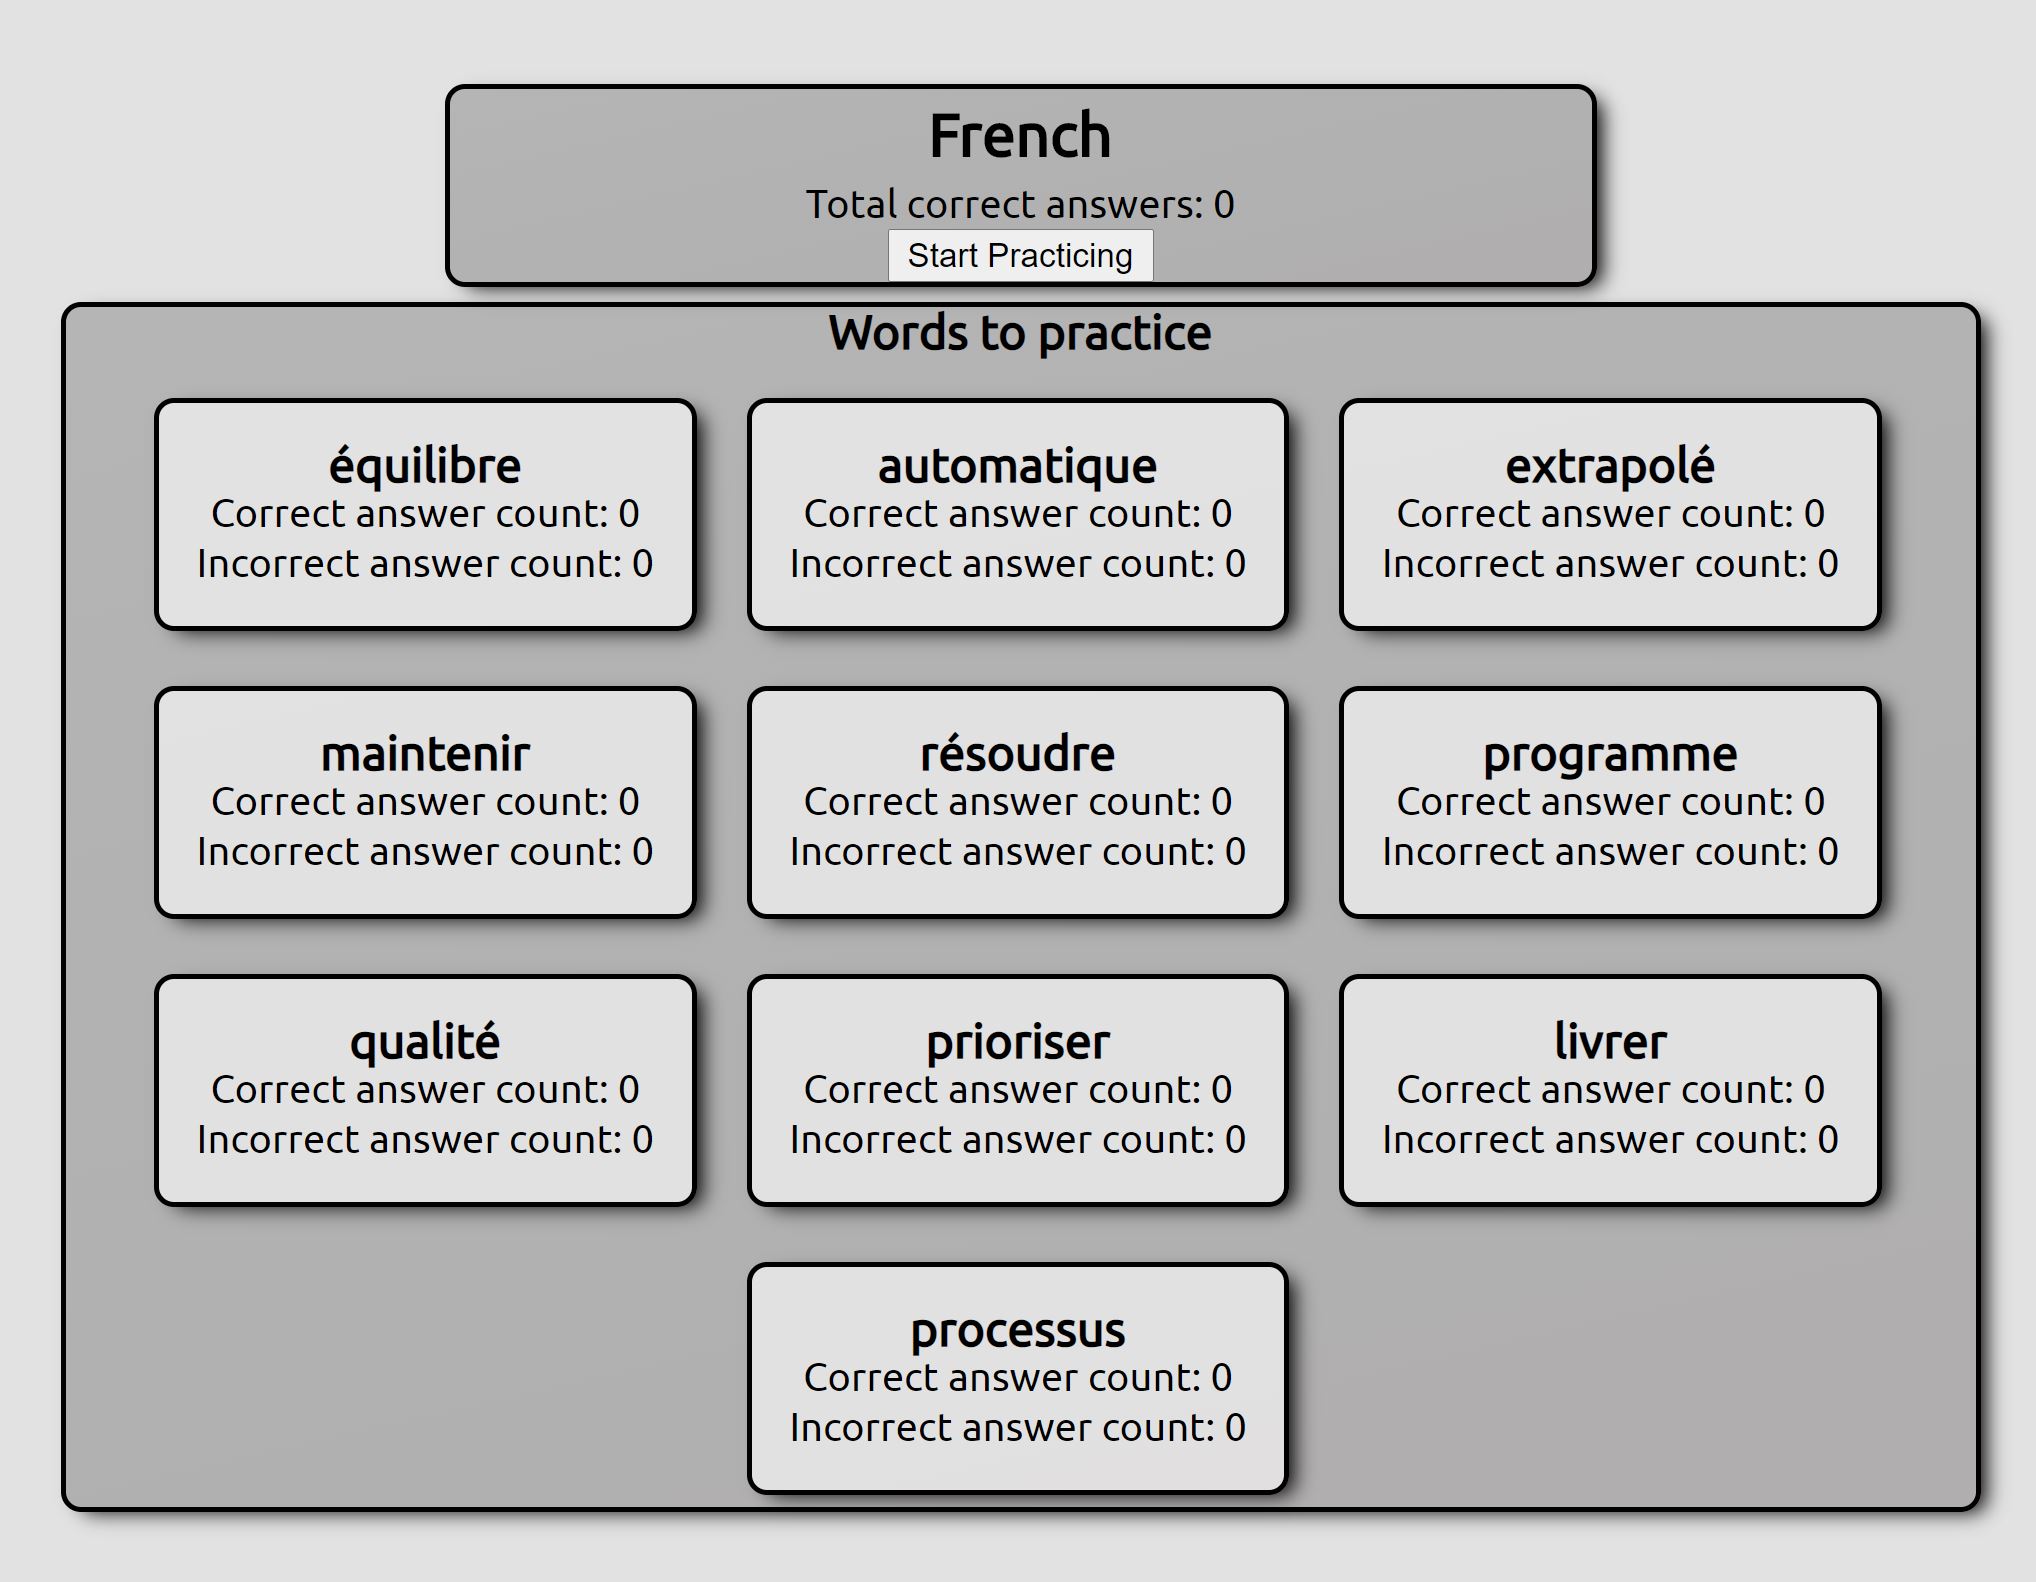 French
Total correct answers: 0
Start Practicing
Words to practice
équilibre
Correct answer count: 0
Incorrect answer count: 0
automatique
Correct answer count: 0
Incorrect answer count: 0
extrapolé
Correct answer count: 0
Incorrect answer count: 0
maintenir
Correct answer count: 0
Incorrect answer count: 0
résoudre
Correct answer count: 0
Incorrect answer count: 0
programme
Correct answer count: 0
Incorrect answer count: 0
qualité
Correct answer count: 0
Incorrect answer count: 0
prioriser
Correct answer count: 0
Incorrect answer count: 0
livrer
Correct answer count: 0
Incorrect answer count: 0
processus
Correct answer count: 0
Incorrect answer count: 0